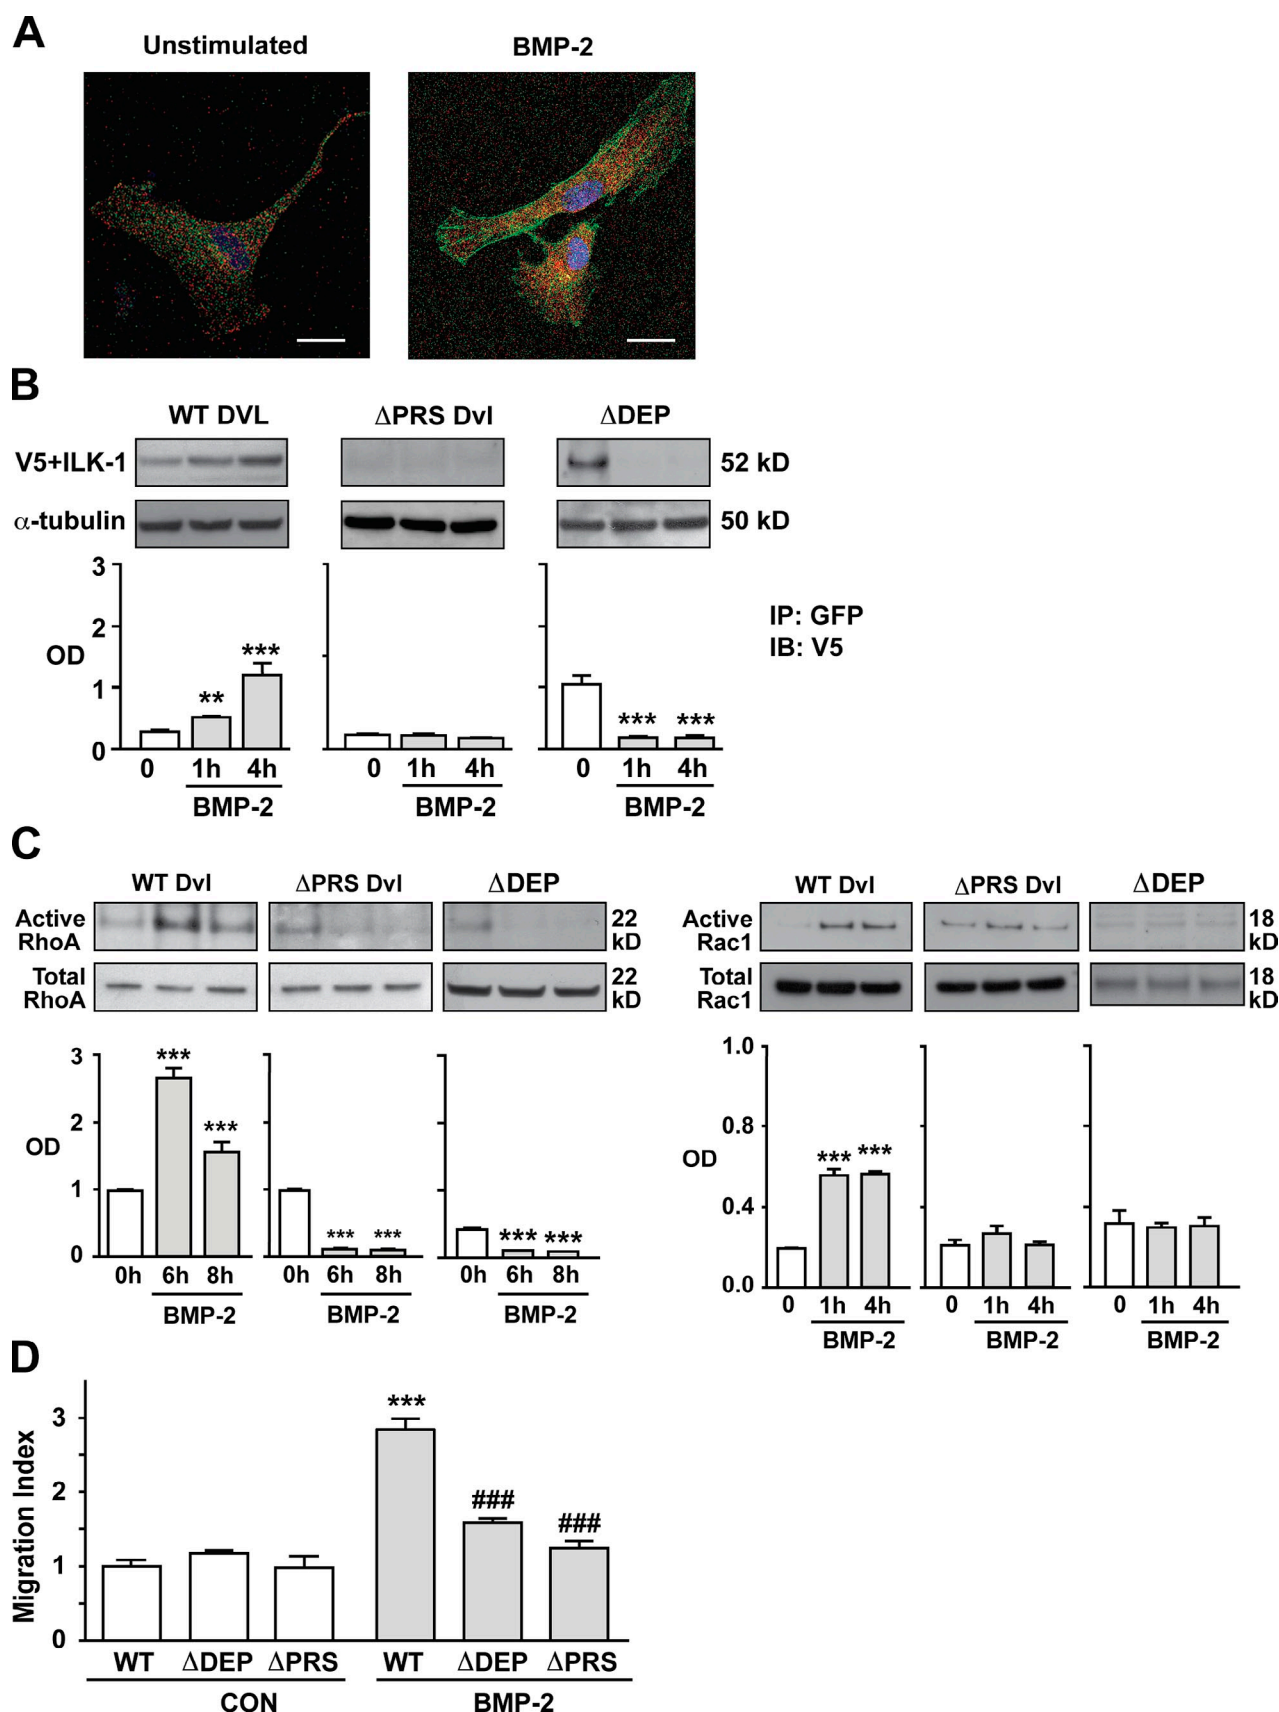 A
Unstimulated
BMP-2
B
WT DVL
ΔPRS Dvl
ΔDEP
V5+ILK-1
52 kD
α-tubulin
50 kD
3
2
1
0
OD
**
***
***
***
IP: GFP
IB: V5
0
1h
4h
0
1h
4h
0
1h
4h
BMP-2
BMP-2
BMP-2
C
WT Dvl
ΔPRS Dvl
ΔDEP
Active
RhoA
22
kD
Total
RhoA
22
kD
3
2
1
0
OD
***
***
***
***
***
***
0h
6h
8h
0h
6h
8h
0h
6h
8h
BMP-2
BMP-2
BMP-2
WT Dvl
ΔPRS Dvl
ΔDEP
Active
Rac1
18
kD
Total
Rac1
18
kD
1.0
0.8
0.4
0.0
OD
***
***
0
1h
4h
0
1h
4h
0
1h
4h
BMP-2
BMP-2
BMP-2
D
Migration Index
3
2
1
0
***
###
###
WT
ΔDEP
ΔPRS
WT
ΔDEP
ΔPRS
CON
BMP-2